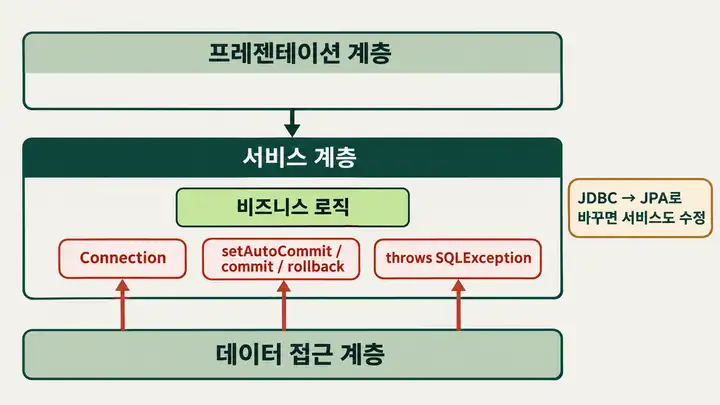 프레젠테이션 계층
서비스 계층
비즈니스 로직
JDBC → JPA로
바꾸면 서비스도 수정
Connection
setAutoCommit /
commit / rollback
throws SQLException
데이터 접근 계층